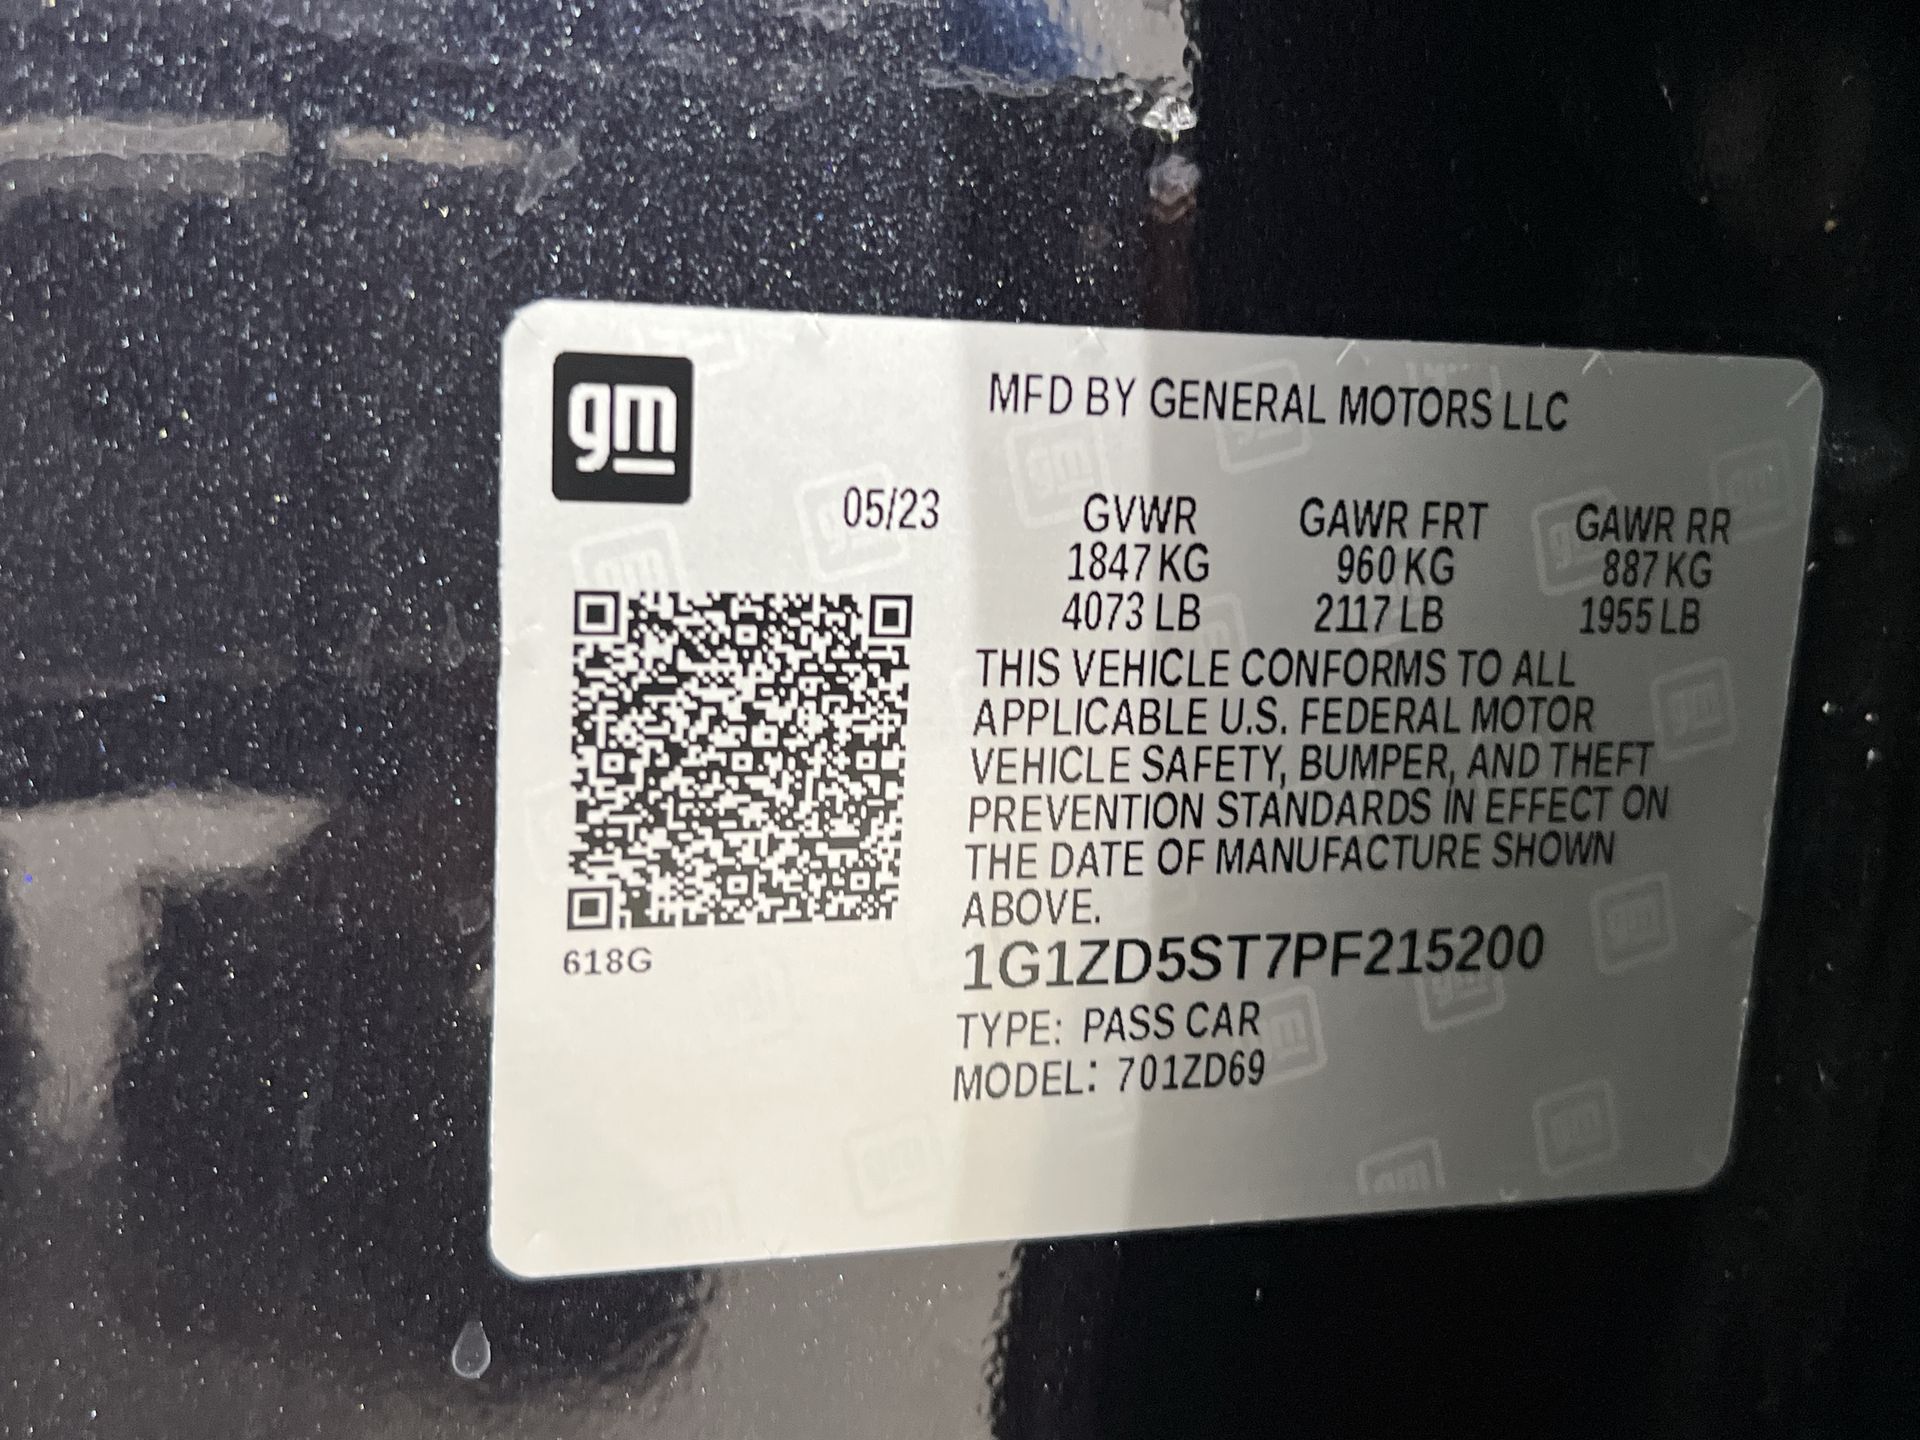 gm
MFD BY GENERAL MOTORS LLC
05/23
GVWR GAWR FRT GAWR RR
1847 KG 960 KG 887 KG
4073 LB 2117 LB 1955 LB
THIS VEHICLE CONFORMS TO ALL
APPLICABLE U.S. FEDERAL MOTOR
VEHICLE SAFETY, BUMPER, AND THEFT
PREVENTION STANDARDS IN EFFECT ON
THE DATE OF MANUFACTURE SHOWN
ABOVE.
618G
1G1ZD5ST7PF215200
TYPE: PASS CAR
MODEL: 701ZD69